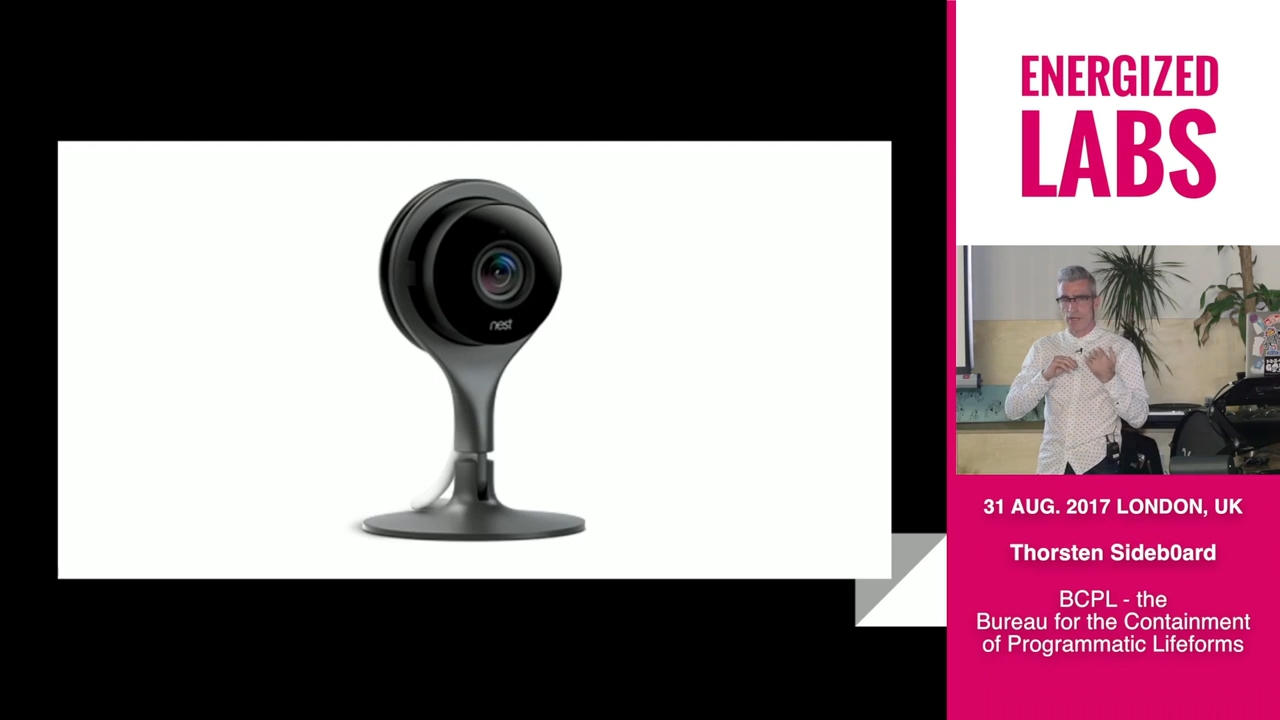 nest
ENERGIZED
LABS
31 AUG. 2017 LONDON, UK
Thorsten Sideb0ard
BCPL - the
Bureau for the Containment
of Programmatic Lifeforms